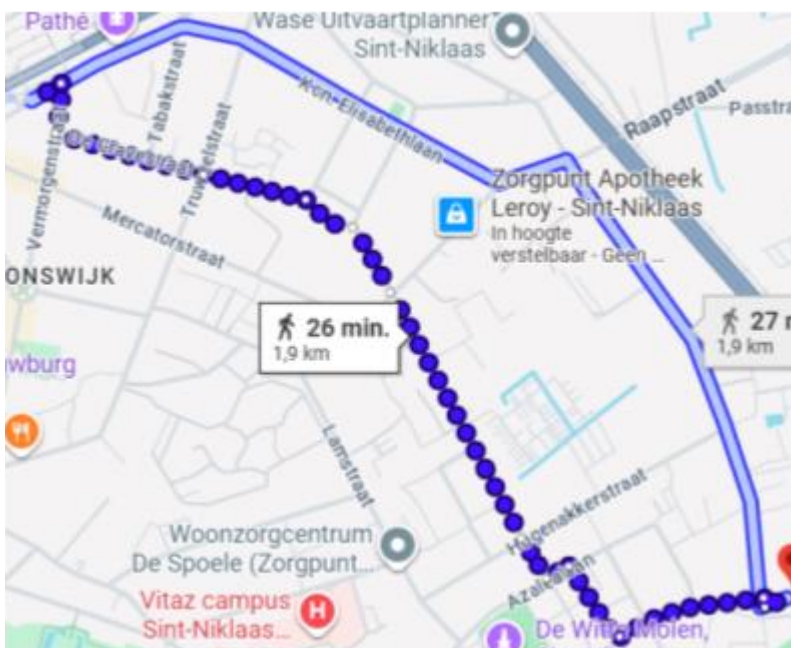 Pathé
Wase Uitvaartplanner
Sint-Niklaas
Kon. Elisabethlaan
Raapstraat
Passtra
Tabakstraat
Truweelstraat
Vermorgenstraat
Mercatorstraat
Zorgpunt Apotheek
Leroy - Sint-Niklaas
In hoogte
verstelbaar - Geen ...
ONSWIJK
26 min.
1,9 km
27 m
1,9 km
wburg
Lamstraat
Hagenakkerstraat
Woonzorgcentrum
De Spoele (Zorgpunt...
Azalealaan
Vitaz campus
Sint-Niklaas...
H
De Witte Molen,